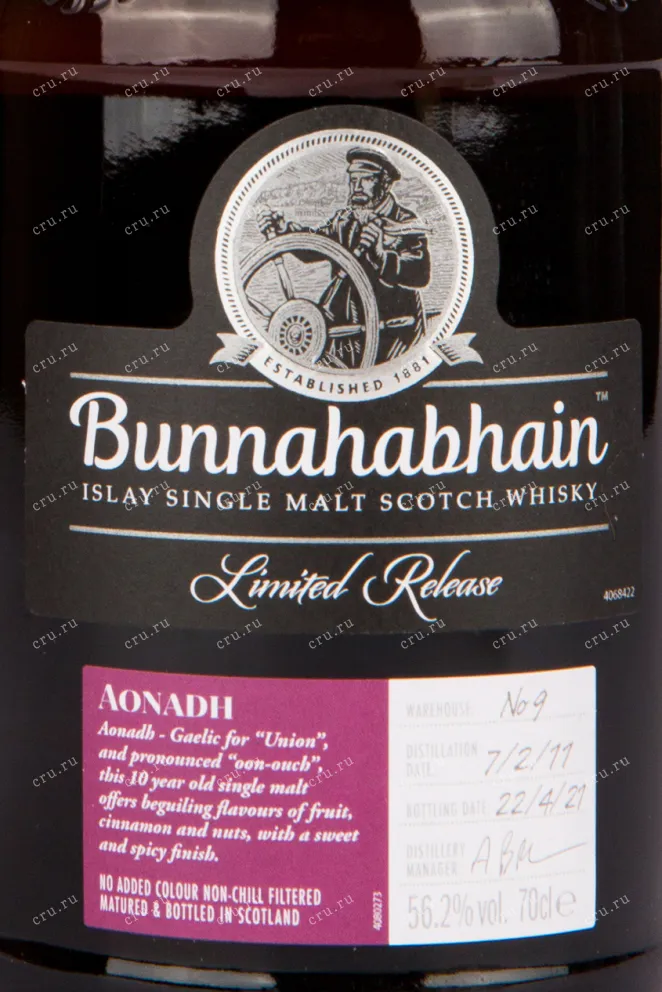 ESTABLISHED 1881
Bunnahabhain™
ISLAY SINGLE MALT SCOTCH WHISKY
Limited Release
4068422
AONADH
Aonadh - Gaelic for “Union”,
and pronounced “oon-ouch”,
this 10 year old single malt
offers beguiling flavours of fruit,
cinnamon and nuts, with a sweet
and spicy finish.
NO ADDED COLOUR NON-CHILL FILTERED
MATURED & BOTTLED IN SCOTLAND
4080273
WAREHOUSE: No 9
DISTILLATION
DATE: 7/2/11
BOTTLING DATE: 22/4/21
DISTILLERY
MANAGER:
56.2% vol. 70cl e
cru.ru